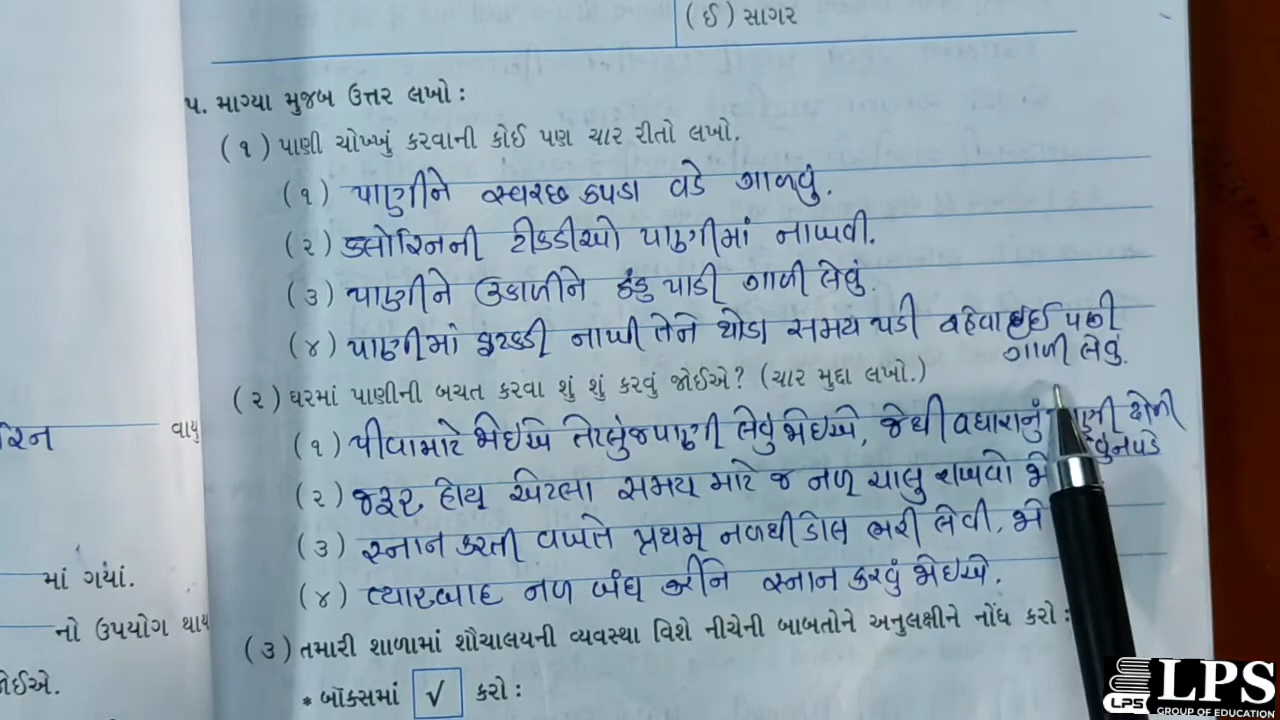 (ઈ) સાગર
૫. માગ્યા મુજબ ઉત્તર લખો :
(૧) પાણી ચોખ્ખું કરવાની કોઈ પણ ચાર રીતો લખો.
(૧) પાણીને સ્વચ્છ કપડા વડે ગાળવું.
(૨) ક્લોરિનની ટીકડીઓ પાણીમાં નાખવી.
(૩) પાણીને ઉકાળીને ઠંડુ પાડી ગાળી લેવું.
(૪) પાણીમાં ફટકડી નાખી તેને થોડા સમય પડી રહેવા દઈ પછી
ગાળી લેવું.
(૨) ઘરમાં પાણીની બચત કરવા શું શું કરવું જોઈએ? (ચાર મુદ્દા લખો.)
(૧) પીવા માટે જોઈએ તેટલું જ પાણી લેવું જોઈએ, જેથી વધારાનું ઢોળી
(૨) જરૂર હોય એટલા સમય માટે જ નળ ચાલુ રાખવો
(૩) સ્નાન કરતી વખતે પ્રથમ નળથી ડોલ ભરી લેવી.
(૪) ત્યારબાદ નળ બંધ કરીને સ્નાન કરવું જોઈએ.
(૩) તમારી શાળામાં શૌચાલયની વ્યવસ્થા વિશે નીચેની બાબતોને અનુલક્ષીને નોંધ કરો :
* બૉક્સમાં √ કરો :
રિન વાયુ
માં ગયાં.
નો ઉપયોગ થાય
જોઈએ.
LPS
LPS
GROUP OF EDUCATION